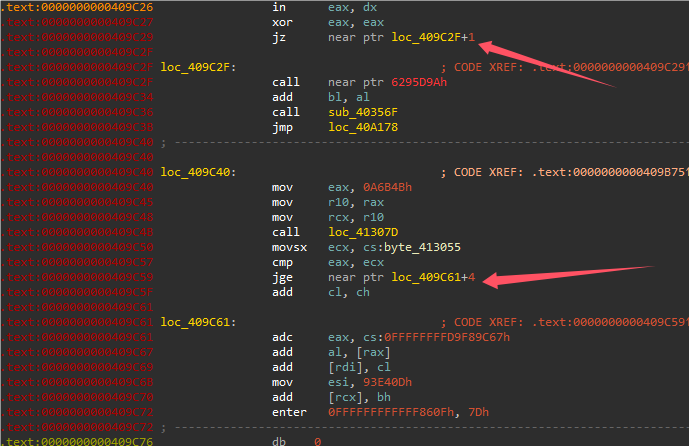 .text:0000000000409C26 in eax, dx
.text:0000000000409C27 xor eax, eax
.text:0000000000409C29 jz near ptr loc_409C2F+1
.text:0000000000409C2F
.text:0000000000409C2F loc_409C2F: ; CODE XREF: .text:0000000000409C29↑
.text:0000000000409C2F call near ptr 6295D9Ah
.text:0000000000409C34 add bl, al
.text:0000000000409C36 call sub_40356F
.text:0000000000409C3B jmp loc_40A178
.text:0000000000409C40 ; ---------------------------------------------------------------------------
.text:0000000000409C40
.text:0000000000409C40 loc_409C40: ; CODE XREF: .text:0000000000409B75↑
.text:0000000000409C40 mov eax, 0A6B4Bh
.text:0000000000409C45 mov r10, rax
.text:0000000000409C48 mov rcx, r10
.text:0000000000409C4B call loc_41307D
.text:0000000000409C50 movsx ecx, cs:byte_413055
.text:0000000000409C57 cmp eax, ecx
.text:0000000000409C59 jge near ptr loc_409C61+4
.text:0000000000409C5F add cl, ch
.text:0000000000409C61
.text:0000000000409C61 loc_409C61: ; CODE XREF: .text:0000000000409C59↑
.text:0000000000409C61 adc eax, cs:0FFFFFFFFD9F89C67h
.text:0000000000409C67 add al, [rax]
.text:0000000000409C69 add [rdi], cl
.text:0000000000409C6B mov esi, 93E40Dh
.text:0000000000409C70 add [rcx], bh
.text:0000000000409C72 enter 0FFFFFFFFFFFF860Fh, 7Dh
.text:0000000000409C72 ; ---------------------------------------------------------------------------
.text:0000000000409C76 db 0